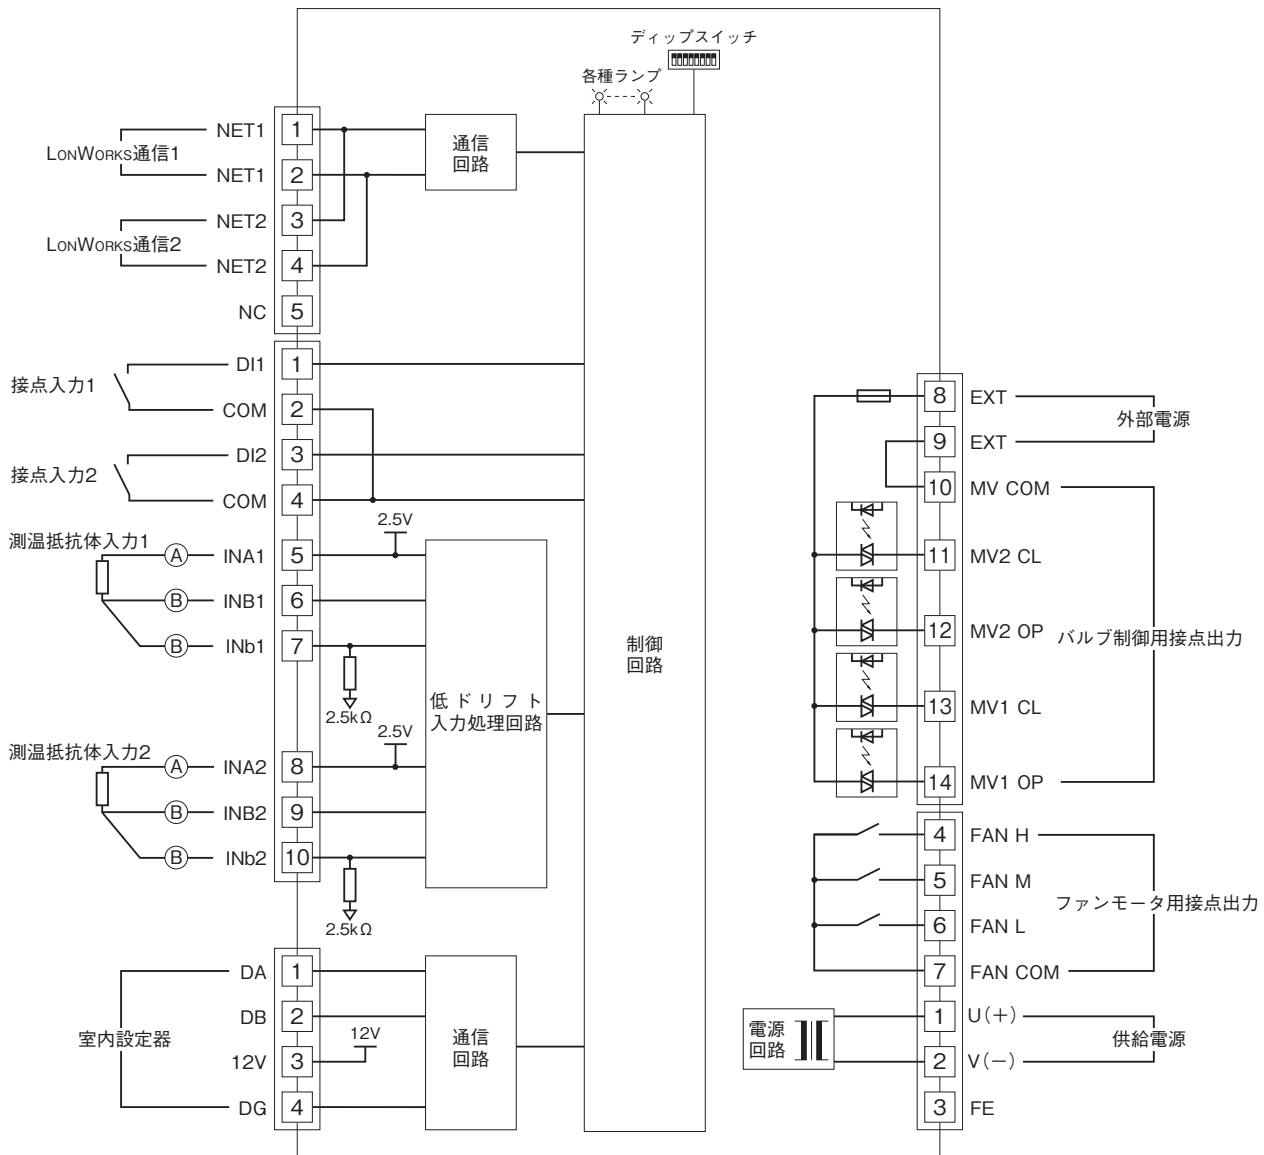 ディップスイッチ
各種ランプ
LONWORKS通信1
NET1 1
NET1 2
LONWORKS通信2
NET2 3
NET2 4
NC 5
通信
回路
接点入力1
DI1 1
COM 2
接点入力2
DI2 3
COM 4
測温抵抗体入力1
A INA1 5
B INB1 6
B INb1 7
2.5V
2.5kΩ
測温抵抗体入力2
A INA2 8
B INB2 9
B INb2 10
2.5V
2.5kΩ
低ドリフト
入力処理回路
室内設定器
DA 1
DB 2
12V 3
DG 4
12V
通信
回路
制御
回路
8 EXT
9 EXT
外部電源
10 MV COM
11 MV2 CL
12 MV2 OP
13 MV1 CL
14 MV1 OP
バルブ制御用接点出力
4 FAN H
5 FAN M
6 FAN L
7 FAN COM
ファンモータ用接点出力
電源
回路
1 U(+)
2 V(−)
供給電源
3 FE